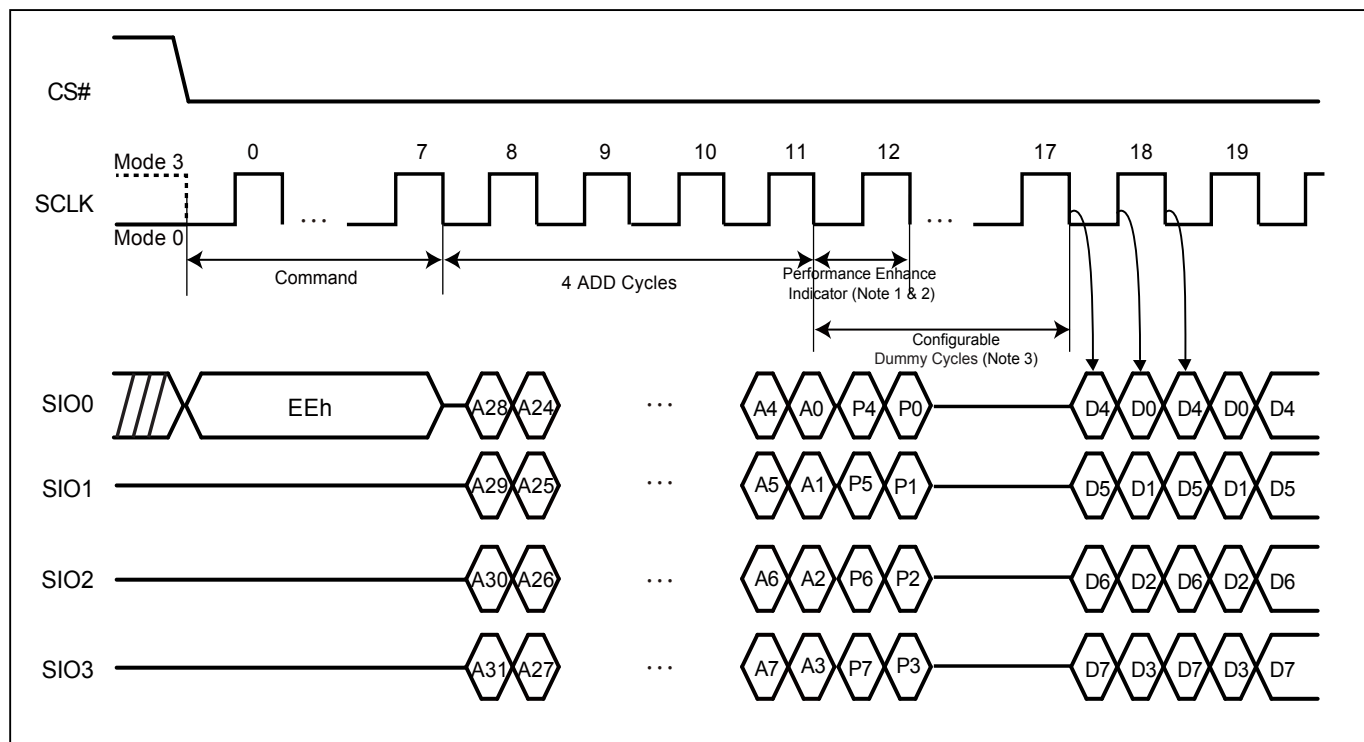 CS#
0 7 8 9 10 11 12 17 18 19
Mode 3
SCLK
... ...
Mode 0
Command
4 ADD Cycles
Performance Enhance
Indicator (Note 1 & 2)
Configurable
Dummy Cycles (Note 3)
SIO0 EEh A28 A24 ... A4 A0 P4 P0 D4 D0 D4 D0 D4
SIO1 A29 A25 ... A5 A1 P5 P1 D5 D1 D5 D1 D5
SIO2 A30 A26 ... A6 A2 P6 P2 D6 D2 D6 D2 D6
SIO3 A31 A27 ... A7 A3 P7 P3 D7 D3 D7 D3 D7